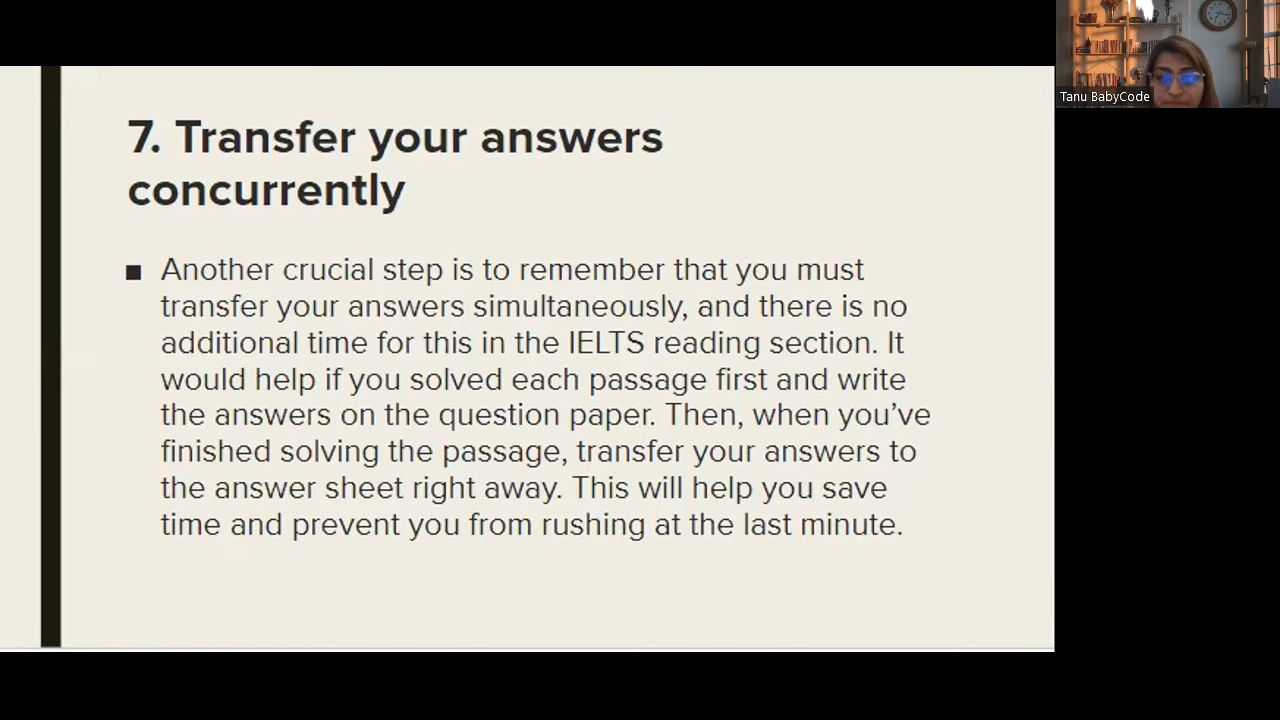 7. Transfer your answers
concurrently
■ Another crucial step is to remember that you must
transfer your answers simultaneously, and there is no
additional time for this in the IELTS reading section. It
would help if you solved each passage first and write
the answers on the question paper. Then, when you’ve
finished solving the passage, transfer your answers to
the answer sheet right away. This will help you save
time and prevent you from rushing at the last minute.
Tanu BabyCode